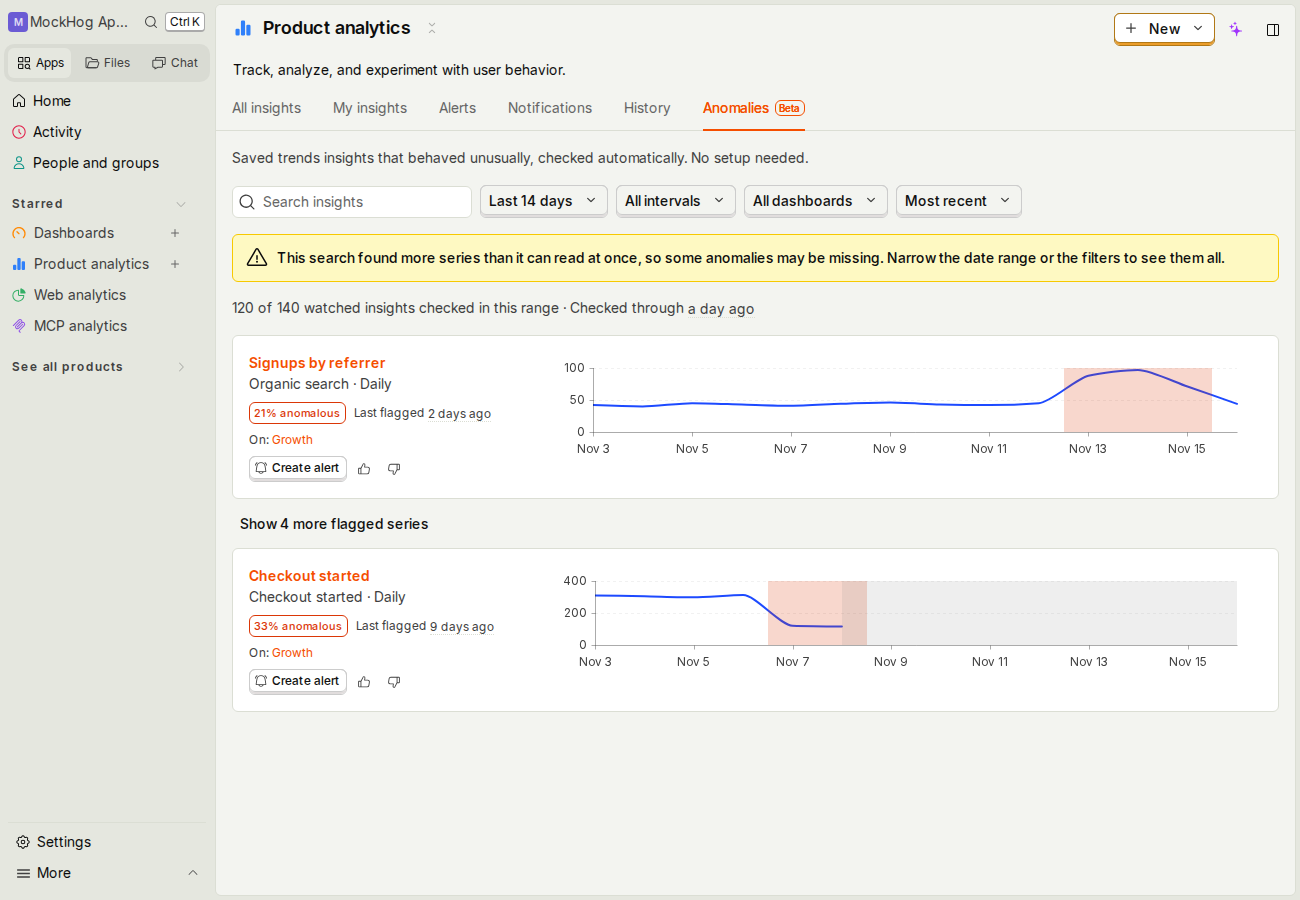 M MockHog Ap... Ctrl K
Apps Files Chat
Home
Activity
People and groups
Starred
Dashboards
Product analytics
Web analytics
MCP analytics
See all products
Settings
More
Product analytics
New
Track, analyze, and experiment with user behavior.
All insights My insights Alerts Notifications History Anomalies Beta
Saved trends insights that behaved unusually, checked automatically. No setup needed.
Search insights Last 14 days All intervals All dashboards Most recent
This search found more series than it can read at once, so some anomalies may be missing. Narrow the date range or the filters to see them all.
120 of 140 watched insights checked in this range · Checked through a day ago
Signups by referrer
Organic search · Daily
21% anomalous Last flagged 2 days ago
On: Growth
Create alert
100
50
0
Nov 3 Nov 5 Nov 7 Nov 9 Nov 11 Nov 13 Nov 15
Show 4 more flagged series
Checkout started
Checkout started · Daily
33% anomalous Last flagged 9 days ago
On: Growth
Create alert
400
200
0
Nov 3 Nov 5 Nov 7 Nov 9 Nov 11 Nov 13 Nov 15